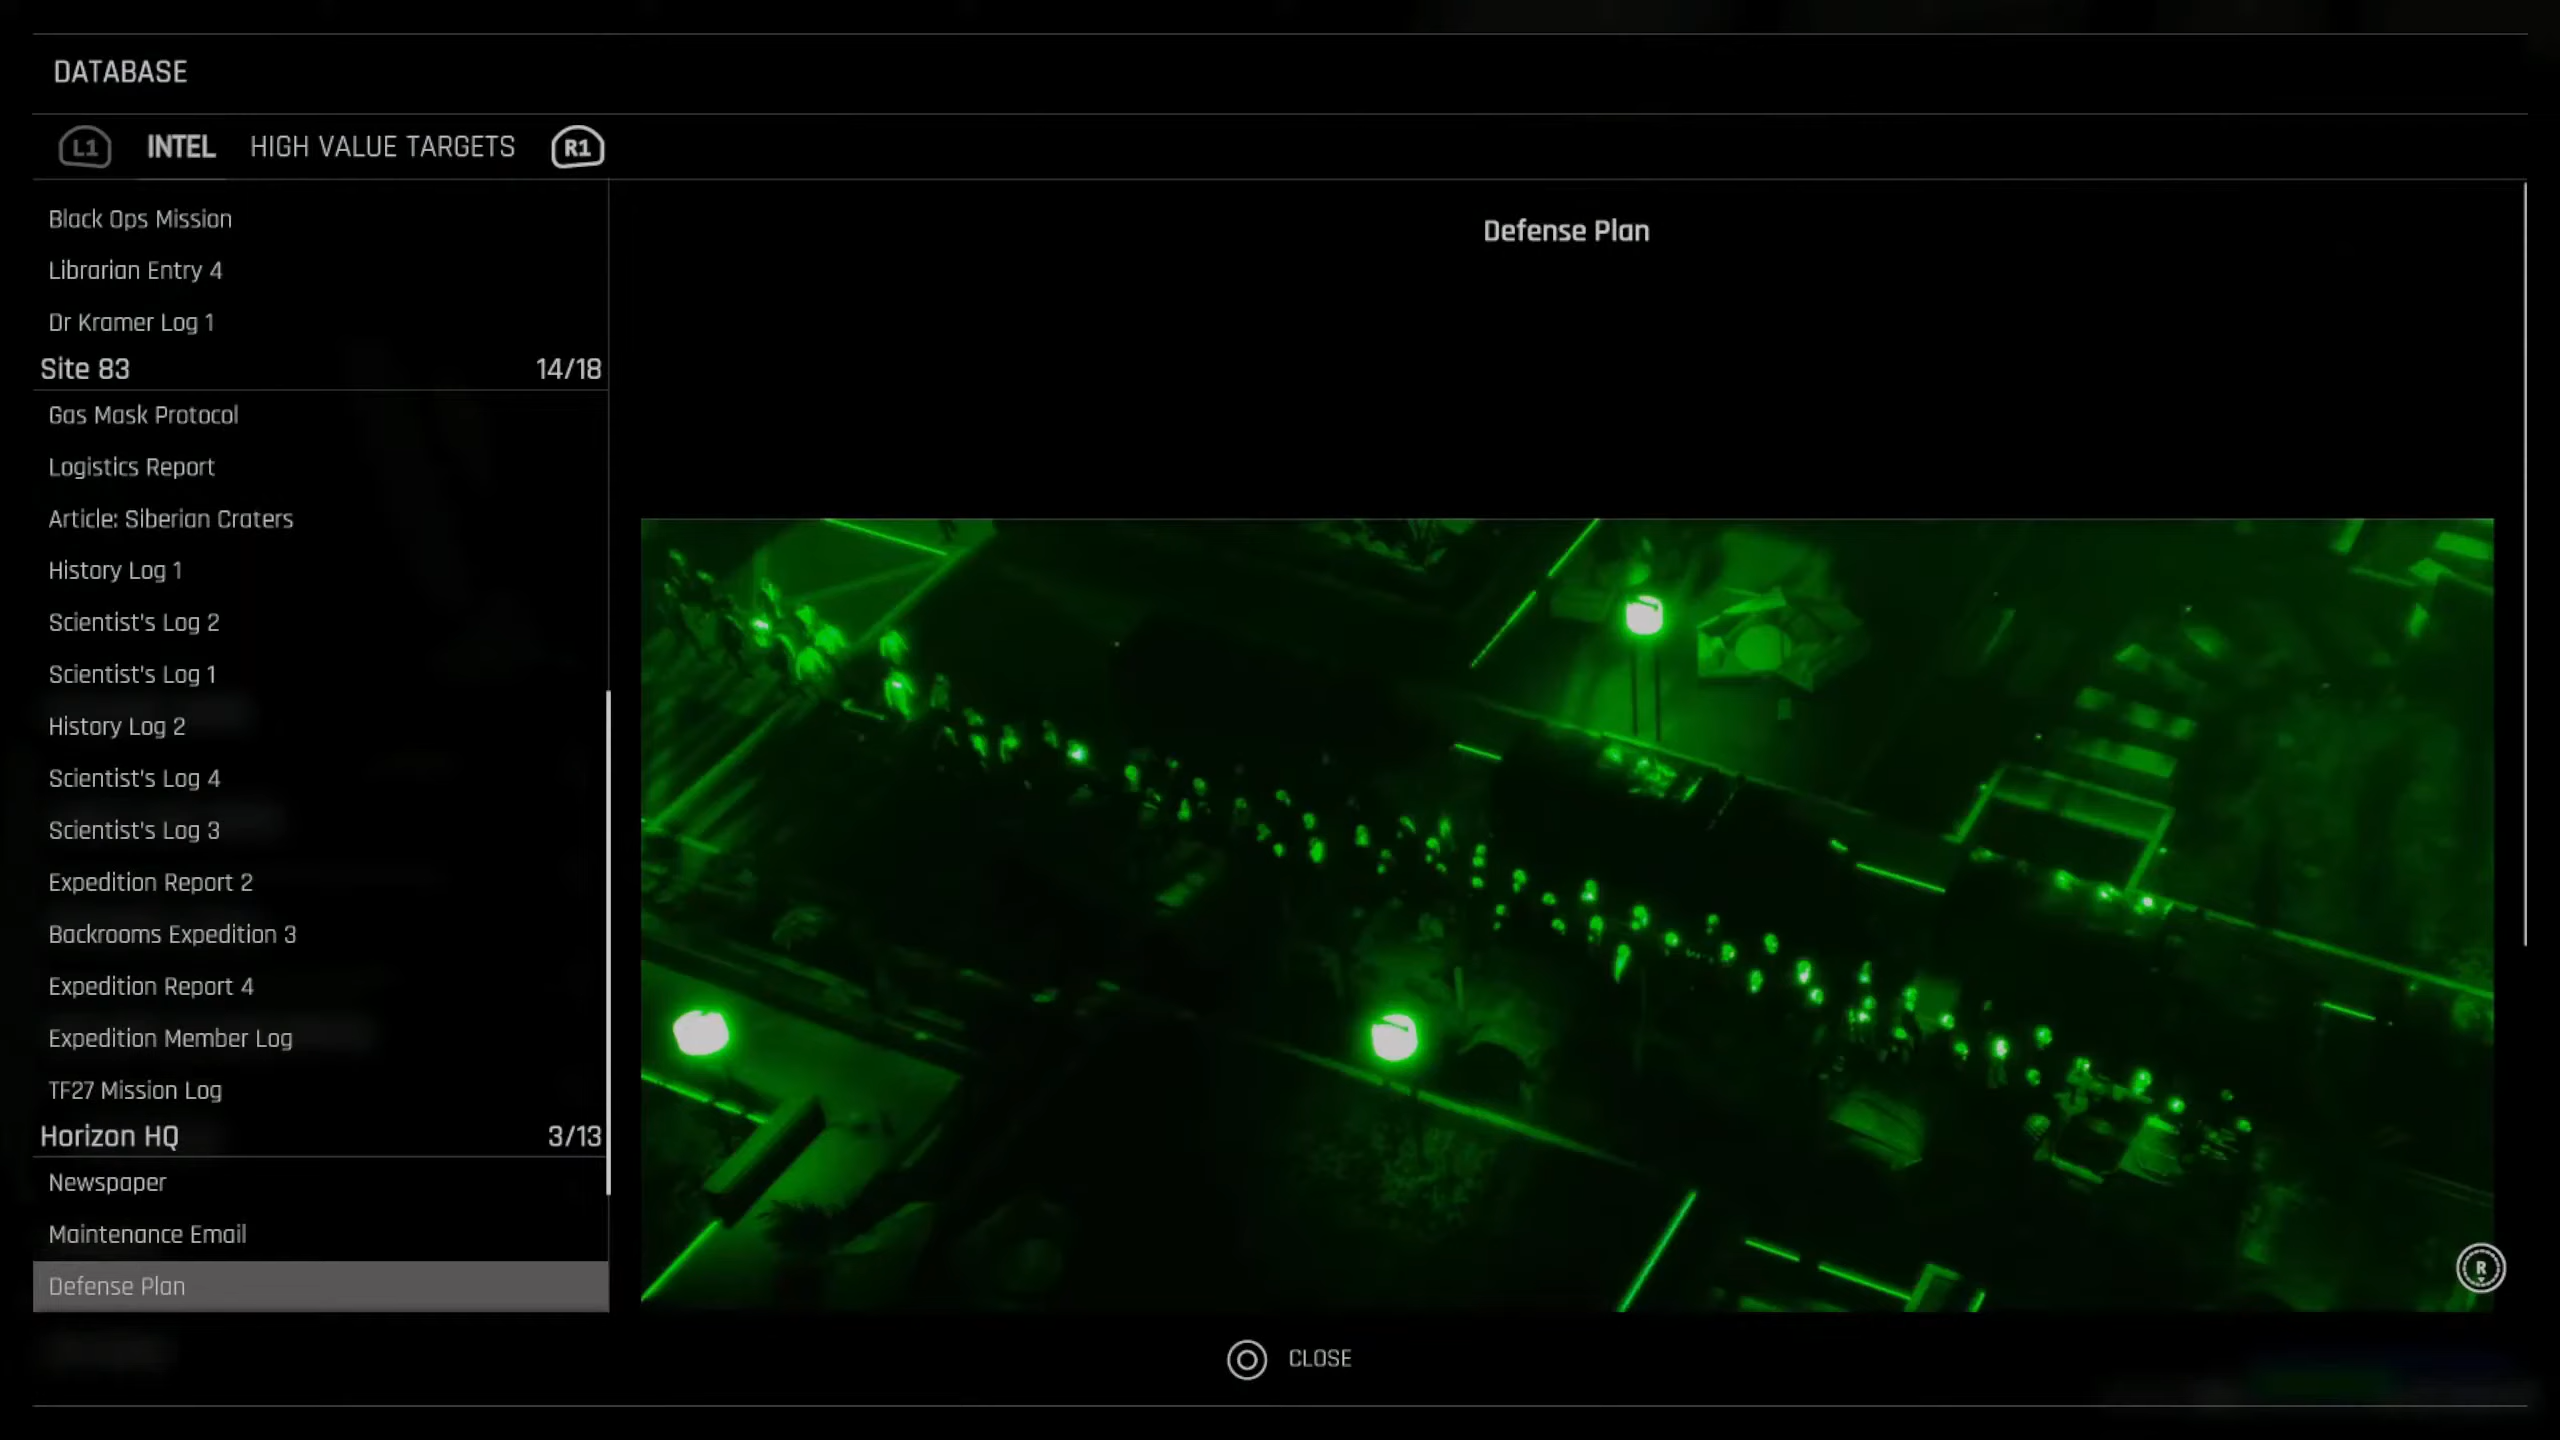 DATABASE
L1 INTEL HIGH VALUE TARGETS R1
Black Ops Mission
Librarian Entry 4
Dr Kramer Log 1
Site 83 14/18
Gas Mask Protocol
Logistics Report
Article: Siberian Craters
History Log 1
Scientist's Log 2
Scientist's Log 1
History Log 2
Scientist's Log 4
Scientist's Log 3
Expedition Report 2
Backrooms Expedition 3
Expedition Report 4
Expedition Member Log
TF27 Mission Log
Horizon HQ 3/13
Newspaper
Maintenance Email
Defense Plan
Defense Plan
R
CLOSE